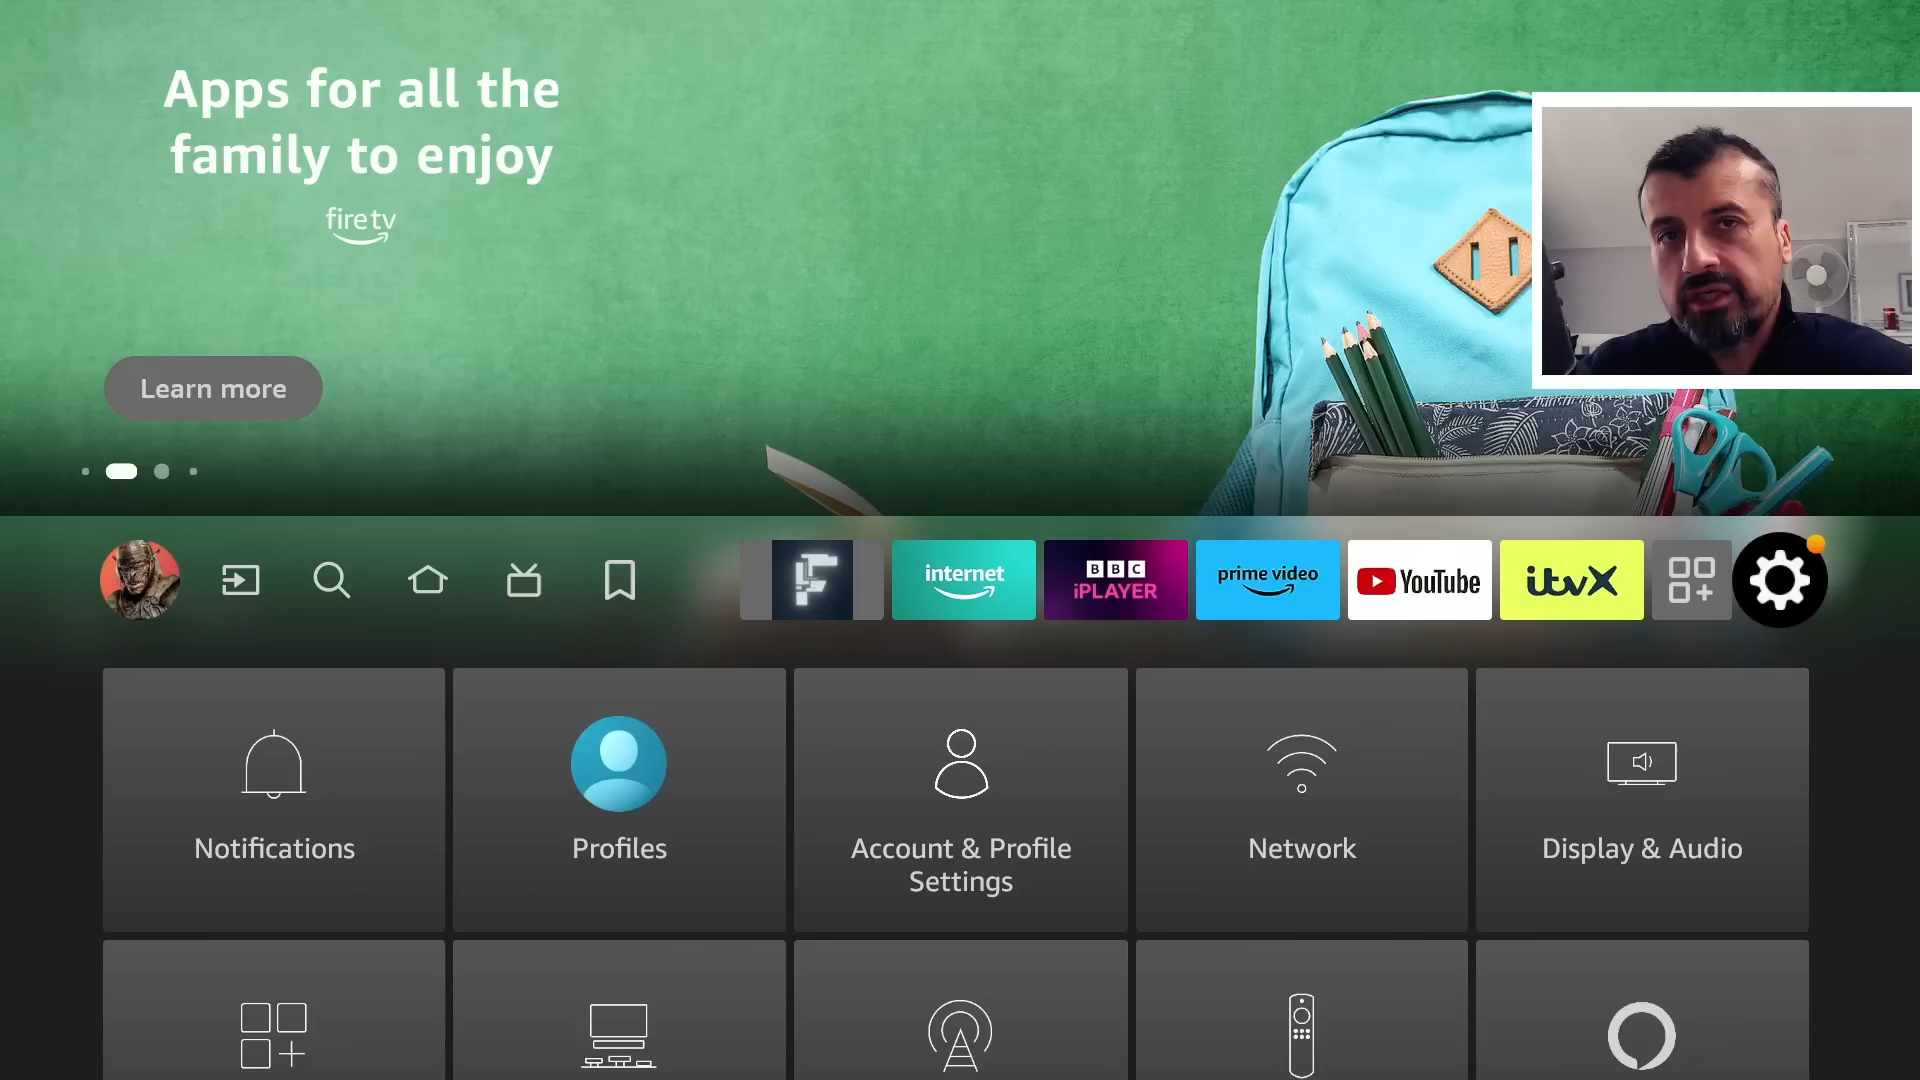 Apps for all the
family to enjoy
fire tv
Learn more
internet
BBC
iPLAYER
prime video
YouTube
itvX
Notifications
Profiles
Account & Profile
Settings
Network
Display & Audio